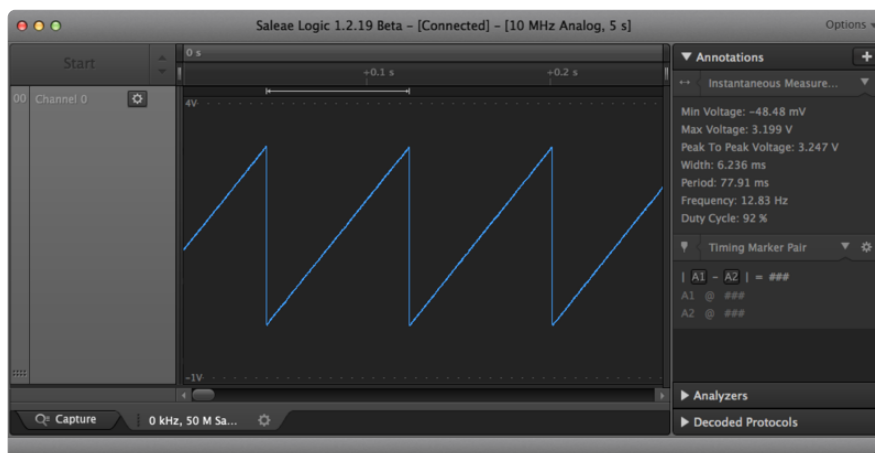 Saleae Logic 1.2.19 Beta – [Connected] – [10 MHz Analog, 5 s]
Options
Start
0 s
+0.1 s
+0.2 s
00 Channel 0
4V
-1V
Annotations
Instantaneous Measure...
Min Voltage: -48.48 mV
Max Voltage: 3.199 V
Peak To Peak Voltage: 3.247 V
Width: 6.236 ms
Period: 77.91 ms
Frequency: 12.83 Hz
Duty Cycle: 92 %
Timing Marker Pair
| A1 - A2 | = ###
A1 @ ###
A2 @ ###
Analyzers
Decoded Protocols
Capture
0 kHz, 50 M Sa...